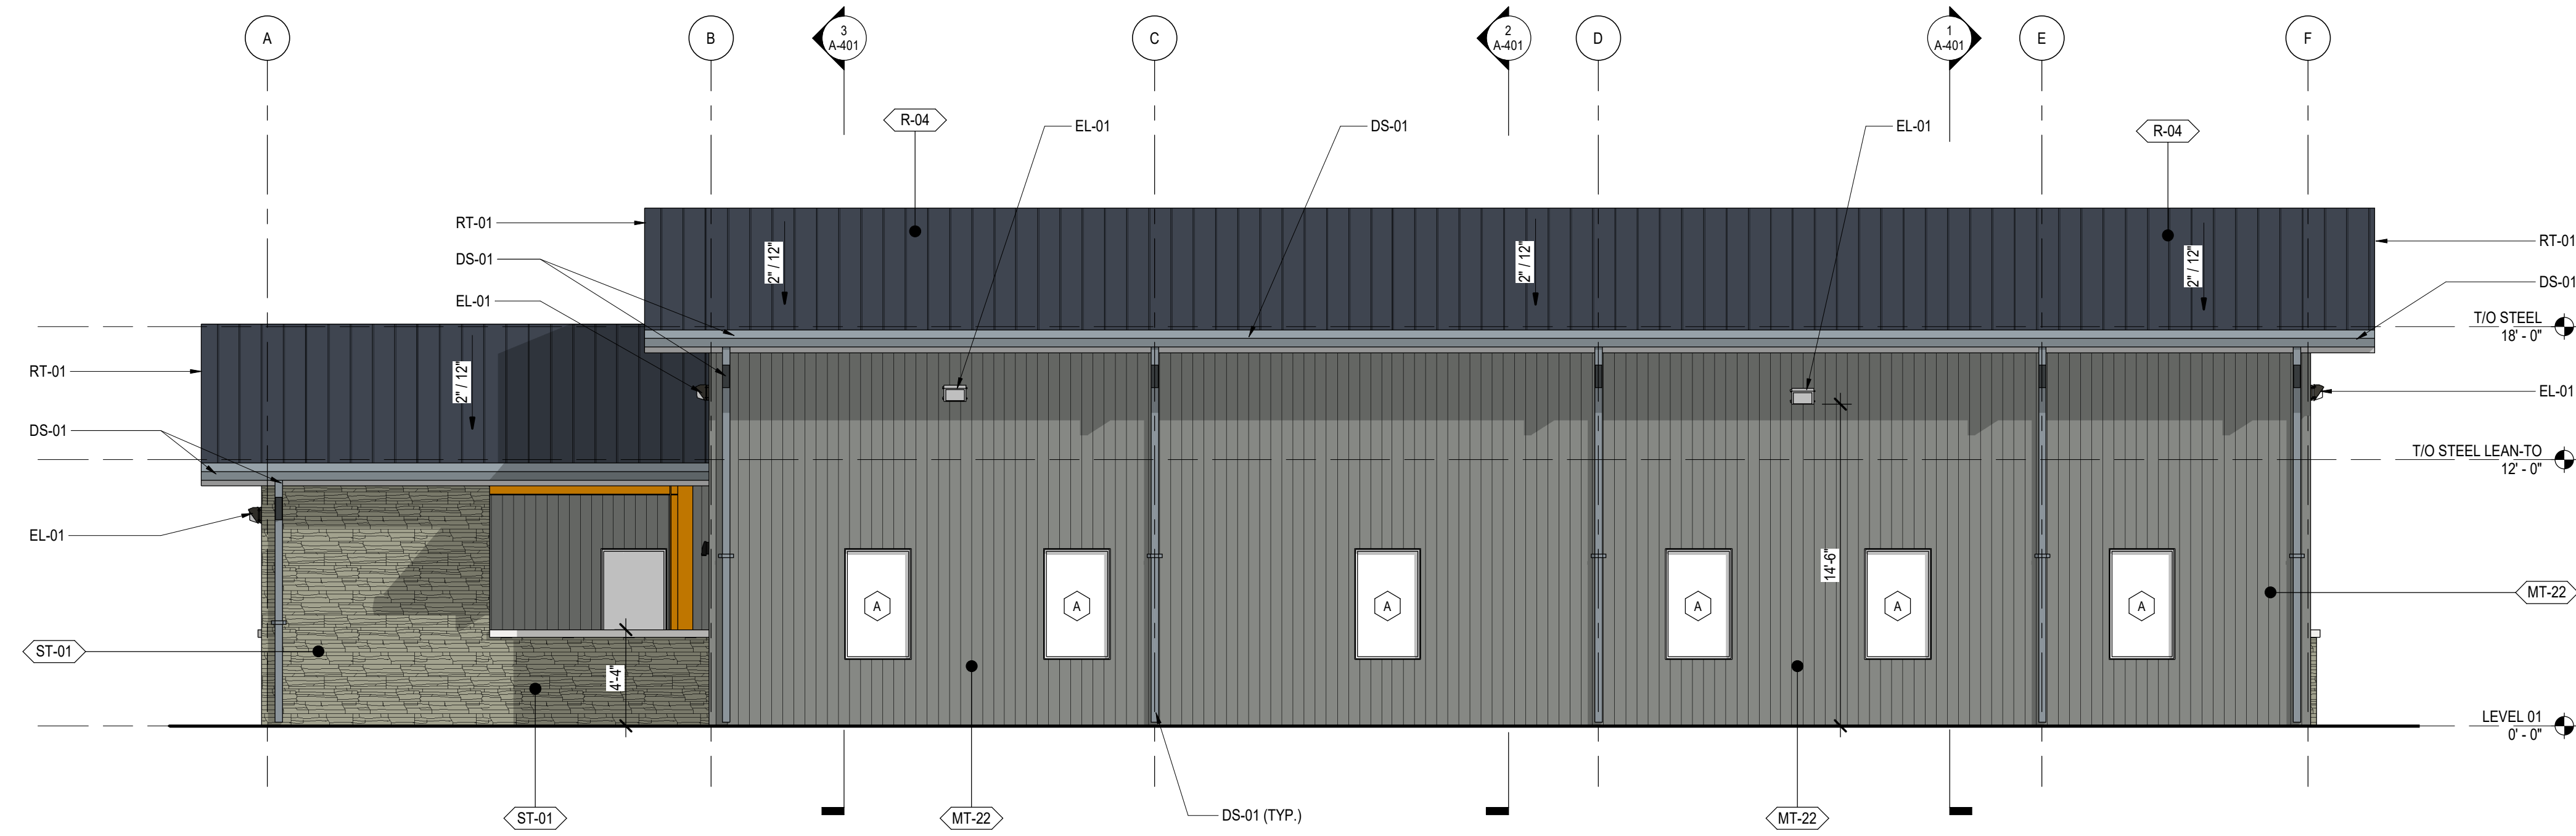 A
B
3
A-401
C
2
A-401
D
1
A-401
E
F
R-04
EL-01
DS-01
EL-01
R-04
RT-01
DS-01
EL-01
2" / 12"
2" / 12"
2" / 12"
RT-01
DS-01
T/O STEEL
18' - 0"
RT-01
2" / 12"
EL-01
DS-01
T/O STEEL LEAN-TO
12' - 0"
EL-01
14'-6"
A
A
A
A
A
A
MT-22
ST-01
4'-4"
LEVEL 01
0' - 0"
ST-01
MT-22
DS-01 (TYP.)
MT-22